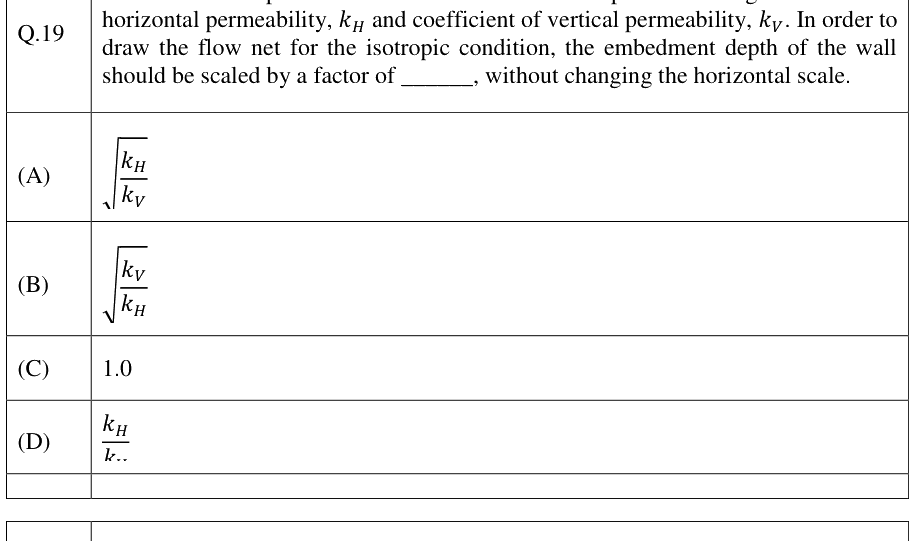 Q.19
horizontal permeability, k_H and coefficient of vertical permeability, k_V. In order to
draw the flow net for the isotropic condition, the embedment depth of the wall
should be scaled by a factor of ______, without changing the horizontal scale.
(A) √(k_H/k_V)
(B) √(k_V/k_H)
(C) 1.0
(D) k_H